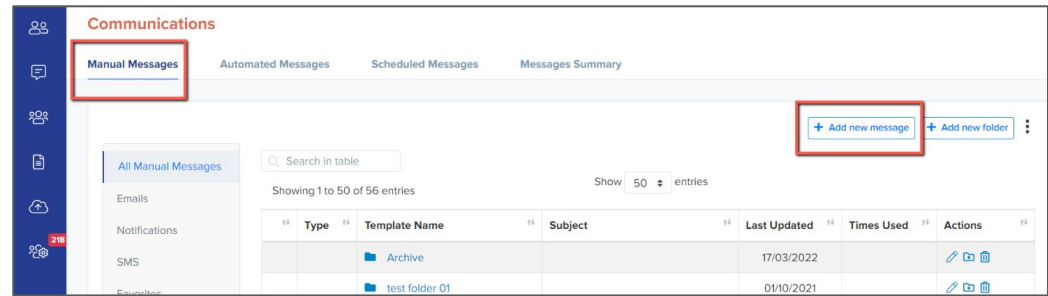 Communications
Manual Messages Automated Messages Scheduled Messages Messages Summary
+ Add new message + Add new folder
All Manual Messages
Search in table
Showing 1 to 50 of 56 entries
Show 50 entries
Emails
Notifications
SMS
Favorites
Type Template Name Subject Last Updated Times Used Actions
Archive 17/03/2022
test folder 01 01/10/2021
218